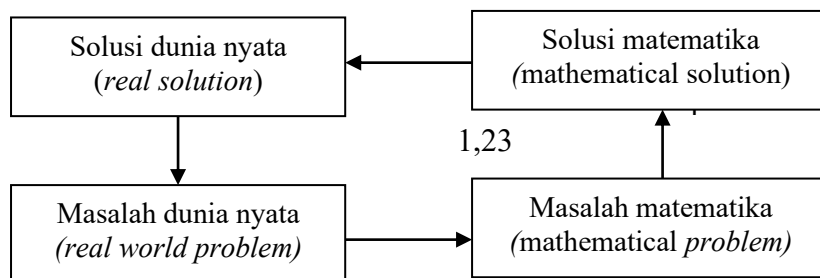 Solusi dunia nyata
(real solution)
Solusi matematika
(mathematical solution)
1,23
Masalah dunia nyata
(real world problem)
Masalah matematika
(mathematical problem)